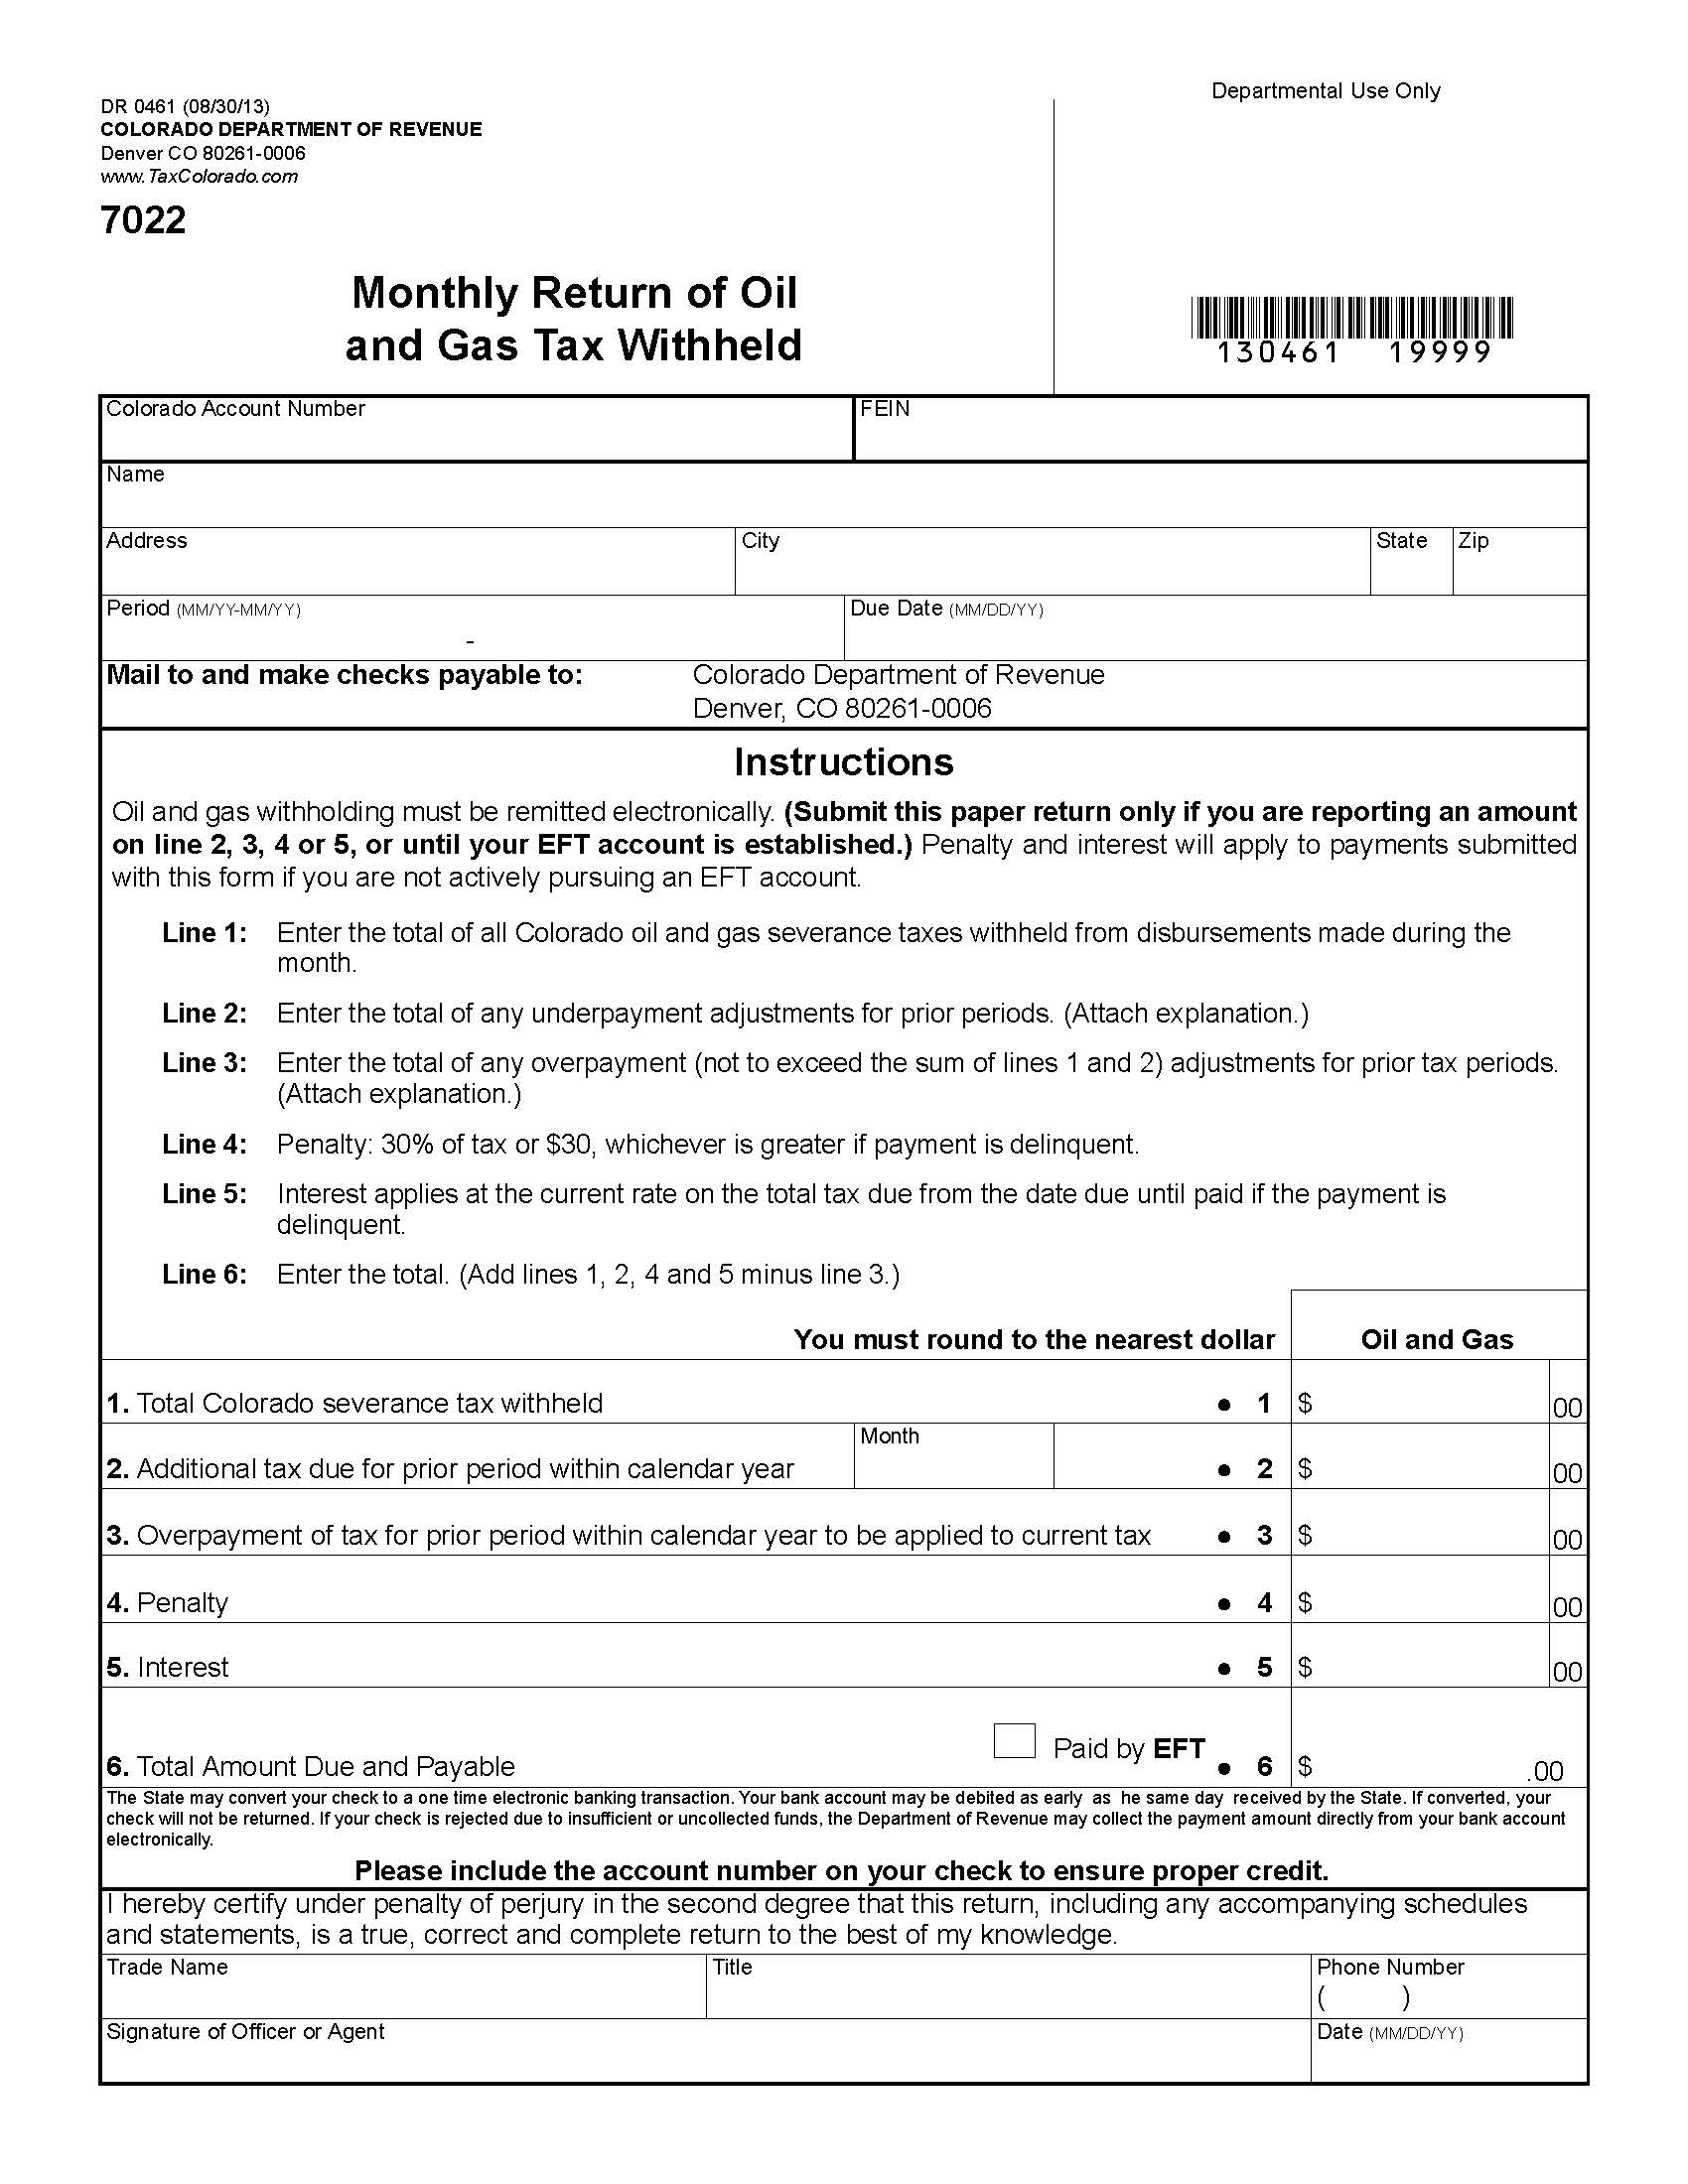 Departmental Use Only
DR 0461 (08/30/13)
COLORADO DEPARTMENT OF REVENUE
Denver CO 80261-0006
www.TaxColorado.com
7022
Monthly Return of Oil
and Gas Tax Withheld
130461 19999
Colorado Account Number FEIN
Name
Address City State Zip
Period (MM/YY-MM/YY) Due Date (MM/DD/YY)
-
Mail to and make checks payable to: Colorado Department of Revenue
Denver, CO 80261-0006
Instructions
Oil and gas withholding must be remitted electronically. (Submit this paper return only if you are reporting an amount
on line 2, 3, 4 or 5, or until your EFT account is established.) Penalty and interest will apply to payments submitted
with this form if you are not actively pursuing an EFT account.
Line 1: Enter the total of all Colorado oil and gas severance taxes withheld from disbursements made during the
month.
Line 2: Enter the total of any underpayment adjustments for prior periods. (Attach explanation.)
Line 3: Enter the total of any overpayment (not to exceed the sum of lines 1 and 2) adjustments for prior tax periods.
(Attach explanation.)
Line 4: Penalty: 30% of tax or $30, whichever is greater if payment is delinquent.
Line 5: Interest applies at the current rate on the total tax due from the date due until paid if the payment is
delinquent.
Line 6: Enter the total. (Add lines 1, 2, 4 and 5 minus line 3.)
You must round to the nearest dollar Oil and Gas
1. Total Colorado severance tax withheld • 1 $ 00
Month
2. Additional tax due for prior period within calendar year • 2 $ 00
3. Overpayment of tax for prior period within calendar year to be applied to current tax • 3 $ 00
4. Penalty • 4 $ 00
5. Interest • 5 $ 00
Paid by EFT
6. Total Amount Due and Payable • 6 $ .00
The State may convert your check to a one time electronic banking transaction. Your bank account may be debited as early as he same day received by the State. If converted, your
check will not be returned. If your check is rejected due to insufficient or uncollected funds, the Department of Revenue may collect the payment amount directly from your bank account
electronically.
Please include the account number on your check to ensure proper credit.
I hereby certify under penalty of perjury in the second degree that this return, including any accompanying schedules
and statements, is a true, correct and complete return to the best of my knowledge.
Trade Name Title Phone Number
( )
Signature of Officer or Agent Date (MM/DD/YY)